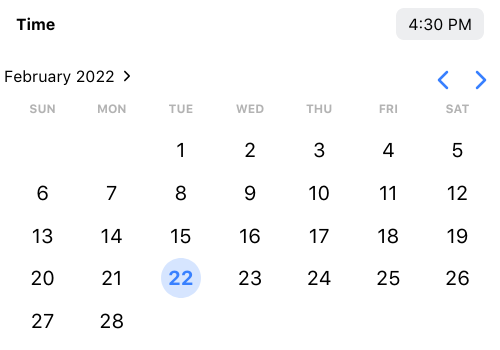 Time 4:30 PM
February 2022
SUN MON TUE WED THU FRI SAT
1 2 3 4 5
6 7 8 9 10 11 12
13 14 15 16 17 18 19
20 21 22 23 24 25 26
27 28